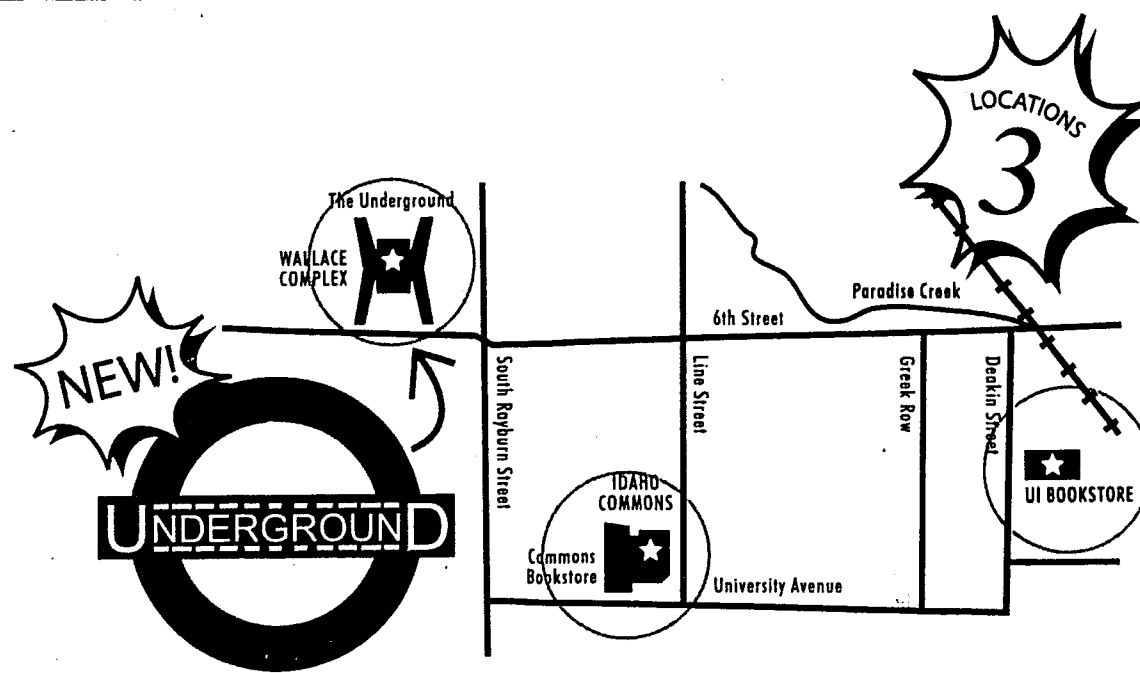 LOCATIONS
3
The Underground
WALLACE
COMPLEX
Paradise Creek
6th Street
NEW!
South Rayburn Street
Line Street
Greek Row
Deakin Street
IDAHO
COMMONS
UI BOOKSTORE
UNDERGROUND
Commons
Bookstore
University Avenue